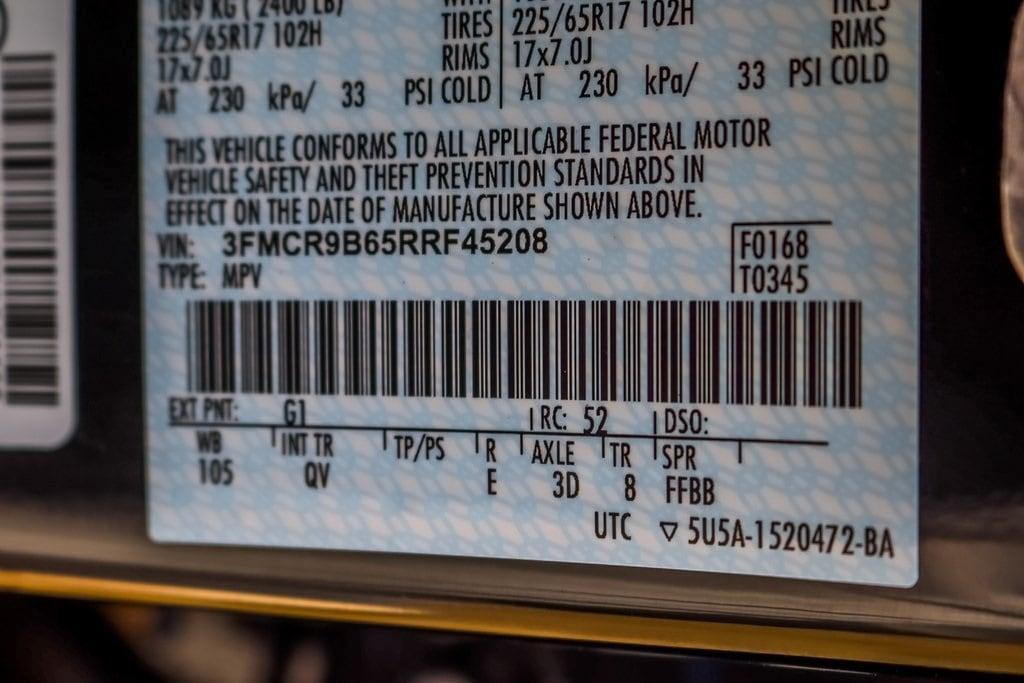 1089 KG ( 2400 LB)
225/65R17 102H TIRES
17x7.0J RIMS
AT 230 kPa/ 33 PSI COLD
225/65R17 102H TIRES
17x7.0J RIMS
AT 230 kPa/ 33 PSI COLD
THIS VEHICLE CONFORMS TO ALL APPLICABLE FEDERAL MOTOR
VEHICLE SAFETY AND THEFT PREVENTION STANDARDS IN
EFFECT ON THE DATE OF MANUFACTURE SHOWN ABOVE.
VIN: 3FMCR9B65RRF45208
TYPE: MPV
F0168
T0345
EXT PNT: G1 RC: 52 DSO:
WB INT TR TP/PS R AXLE TR SPR
105 QV E 3D 8 FFBB
UTC ▽ 5U5A-1520472-BA